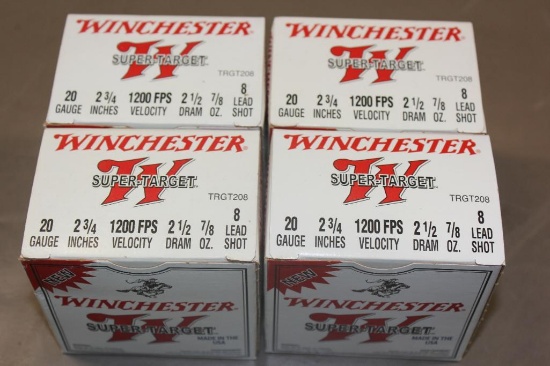 WINCHESTER
W
SUPER-TARGET
TRGT208
20 GAUGE 2 3/4 INCHES 1200 FPS VELOCITY 2 1/2 DRAM 7/8 OZ. 8 LEAD SHOT
WINCHESTER
W
SUPER-TARGET
TRGT208
20 GAUGE 2 3/4 INCHES 1200 FPS VELOCITY 2 1/2 DRAM 7/8 OZ. 8 LEAD SHOT
WINCHESTER
W
SUPER-TARGET
TRGT208
20 GAUGE 2 3/4 INCHES 1200 FPS VELOCITY 2 1/2 DRAM 7/8 OZ. 8 LEAD SHOT
NEW
WINCHESTER
W
SUPER-TARGET
MADE IN THE
USA
WINCHESTER
W
SUPER-TARGET
TRGT208
20 GAUGE 2 3/4 INCHES 1200 FPS VELOCITY 2 1/2 DRAM 7/8 OZ. 8 LEAD SHOT
NEW
WINCHESTER
W
SUPER-TARGET
MADE IN THE
USA